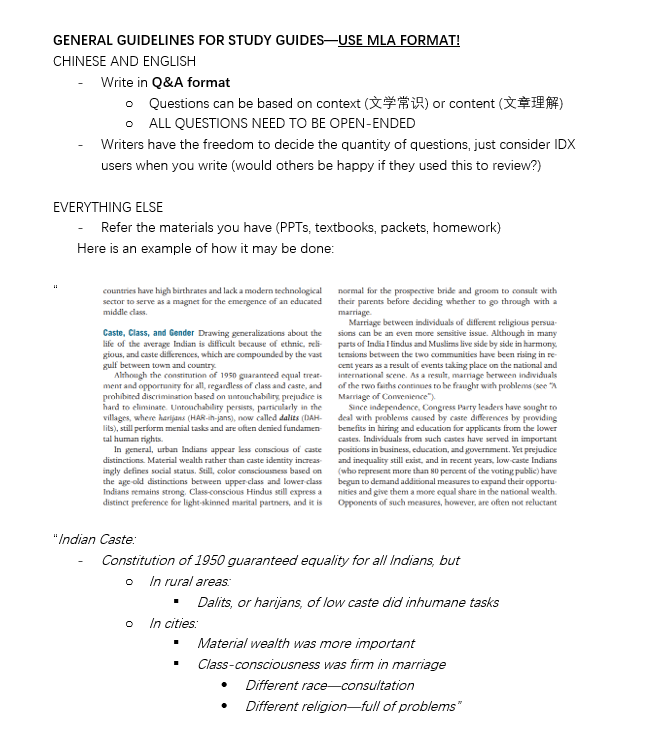 GENERAL GUIDELINES FOR STUDY GUIDES—USE MLA FORMAT!
CHINESE AND ENGLISH
- Write in Q&A format
o Questions can be based on context (文学常识) or content (文章理解)
o ALL QUESTIONS NEED TO BE OPEN-ENDED
- Writers have the freedom to decide the quantity of questions, just consider IDX
users when you write (would others be happy if they used this to review?)
EVERYTHING ELSE
- Refer the materials you have (PPTs, textbooks, packets, homework)
Here is an example of how it may be done:
“
countries have high birthrates and lack a modern technological
sector to serve as a magnet for the emergence of an educated
middle class.
Caste, Class, and Gender Drawing generalizations about the
life of the average Indian is difficult because of ethnic, reli-
gious, and caste differences, which are compounded by the vast
gulf between town and country.
Although the constitution of 1950 guaranteed equal treat-
ment and opportunity for all, regardless of class and caste, and
prohibited discrimination based on untouchability, prejudice is
hard to eliminate. Untouchability persists, particularly in the
villages, where harijans (HAR-ih-jans), now called dalits (DAH-
lits), still perform menial tasks and are often denied fundamen-
tal human rights.
In general, urban Indians appear less conscious of caste
distinctions. Material wealth rather than caste identity increas-
ingly defines social status. Still, color consciousness based on
the age-old distinctions between upper-class and lower-class
Indians remains strong. Class-conscious Hindus still express a
distinct preference for light-skinned marital partners, and it is
normal for the prospective bride and groom to consult with
their parents before deciding whether to go through with a
marriage.
Marriage between individuals of different religious persua-
sions can be an even more sensitive issue. Although in many
parts of India Hindus and Muslims live side by side in harmony,
tensions between the two communities have been rising in re-
cent years as a result of events taking place on the national and
international scene. As a result, marriage between individuals
of the two faiths continues to be fraught with problems (see “A
Marriage of Convenience”).
Since independence, Congress Party leaders have sought to
deal with problems caused by caste differences by providing
benefits in hiring and education for applicants from the lower
castes. Individuals from such castes have served in important
positions in business, education, and government. Yet prejudice
and inequality still exist, and in recent years, low-caste Indians
(who represent more than 80 percent of the voting public) have
begun to demand additional measures to expand their opportu-
nities and give them a more equal share in the national wealth.
Opponents of such measures, however, are often not reluctant
“Indian Caste:
- Constitution of 1950 guaranteed equality for all Indians, but
o In rural areas:
▪ Dalits, or harijans, of low caste did inhumane tasks
o In cities:
▪ Material wealth was more important
▪ Class-consciousness was firm in marriage
• Different race—consultation
• Different religion—full of problems”